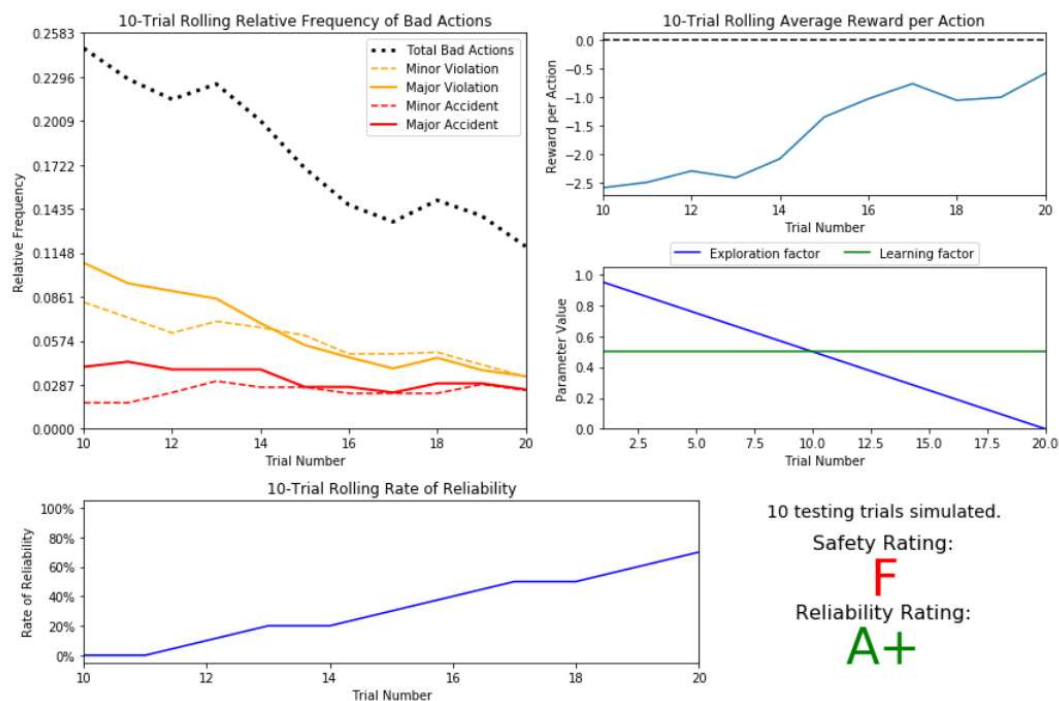 10-Trial Rolling Relative Frequency of Bad Actions
0.2583
0.2296
0.2009
0.1722
0.1435
0.1148
0.0861
0.0574
0.0287
0.0000
Relative Frequency
Total Bad Actions
Minor Violation
Major Violation
Minor Accident
Major Accident
10 12 14 16 18 20
Trial Number
10-Trial Rolling Average Reward per Action
0.0
−0.5
−1.0
−1.5
−2.0
−2.5
Reward per Action
10 12 14 16 18 20
Trial Number
Exploration factor Learning factor
1.0
0.8
0.6
0.4
0.2
0.0
Parameter Value
2.5 5.0 7.5 10.0 12.5 15.0 17.5 20.0
Trial Number
10-Trial Rolling Rate of Reliability
100%
80%
60%
40%
20%
0%
Rate of Reliability
10 12 14 16 18 20
Trial Number
10 testing trials simulated.
Safety Rating:
F
Reliability Rating:
A+